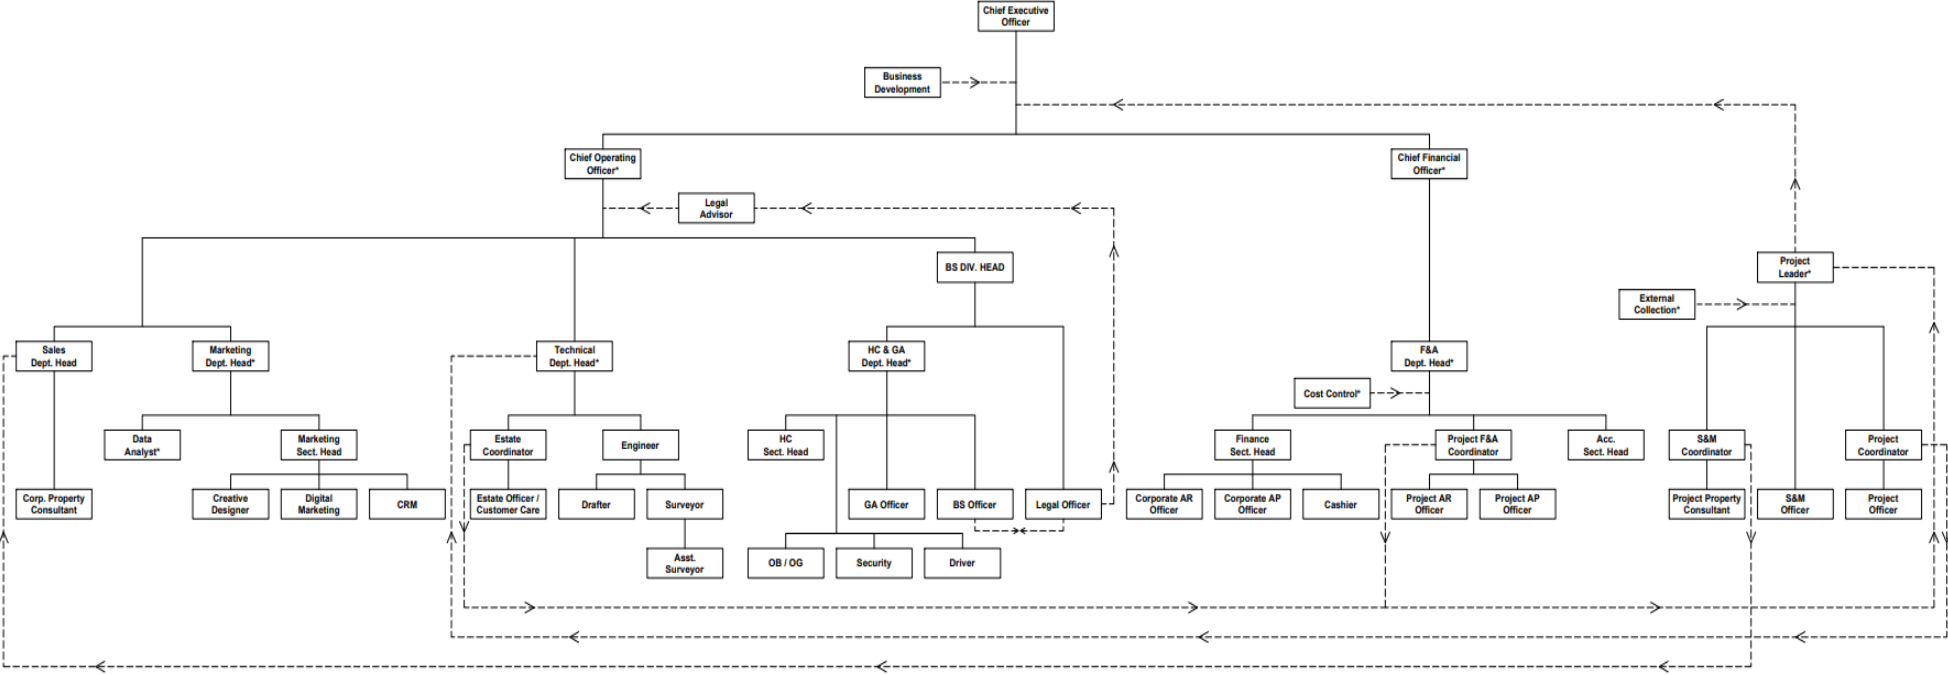 Chief Executive
Officer
Business
Development
Chief Operating
Officer*
Chief Financial
Officer*
Legal
Advisor
BS DIV. HEAD
Project
Leader*
External
Collection*
Sales
Dept. Head
Marketing
Dept. Head*
Technical
Dept. Head*
HC & GA
Dept. Head*
F&A
Dept. Head*
Cost Control*
Data
Analyst*
Marketing
Sect. Head
Estate
Coordinator
Engineer
HC
Sect. Head
Finance
Sect. Head
Project F&A
Coordinator
Acc.
Sect. Head
S&M
Coordinator
Project
Coordinator
Corp. Property
Consultant
Creative
Designer
Digital
Marketing
CRM
Estate Officer /
Customer Care
Drafter
Surveyor
GA Officer
BS Officer
Legal Officer
Corporate AR
Officer
Corporate AP
Officer
Cashier
Project AR
Officer
Project AP
Officer
Project Property
Consultant
S&M
Officer
Project
Officer
Asst.
Surveyor
OB / OG
Security
Driver